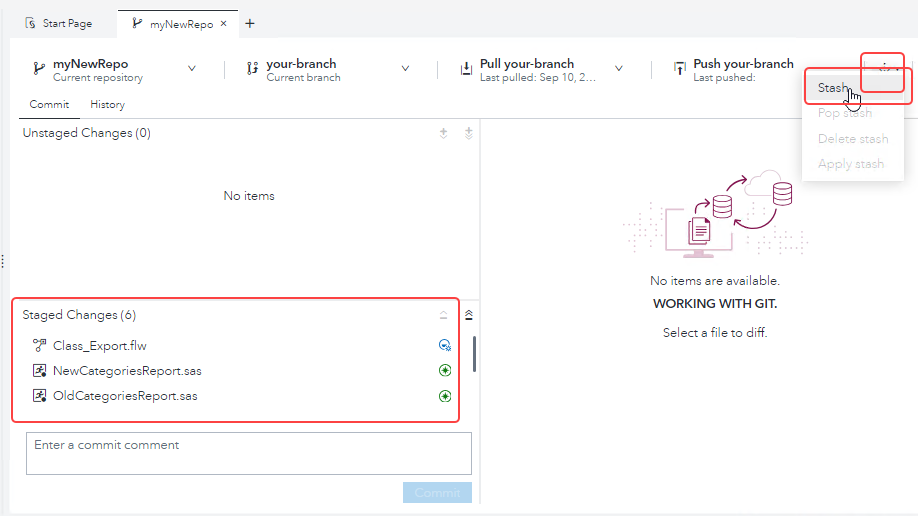 Start Page
myNewRepo ×
+
myNewRepo
Current repository
your-branch
Current branch
Pull your-branch
Last pulled: Sep 10, 2...
Push your-branch
Last pushed:
Stash
Pop stash
Delete stash
Apply stash
Commit
History
Unstaged Changes (0)
No items
No items are available.
WORKING WITH GIT.
Select a file to diff.
Staged Changes (6)
Class_Export.flw
NewCategoriesReport.sas
OldCategoriesReport.sas
Enter a commit comment
Commit